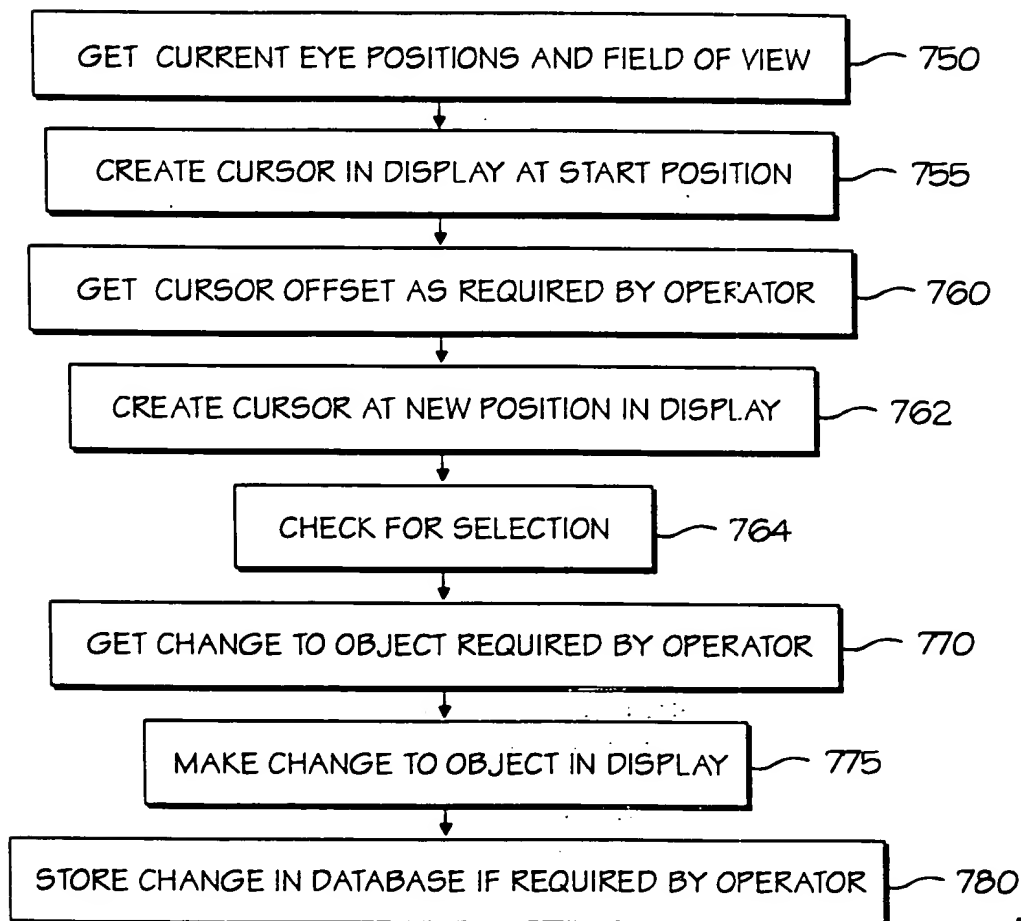 GET CURRENT EYE POSITIONS AND FIELD OF VIEW 750
CREATE CURSOR IN DISPLAY AT START POSITION 755
GET CURSOR OFFSET AS REQUIRED BY OPERATOR 760
CREATE CURSOR AT NEW POSITION IN DISPLAY 762
CHECK FOR SELECTION 764
GET CHANGE TO OBJECT REQUIRED BY OPERATOR 770
MAKE CHANGE TO OBJECT IN DISPLAY 775
STORE CHANGE IN DATABASE IF REQUIRED BY OPERATOR 780